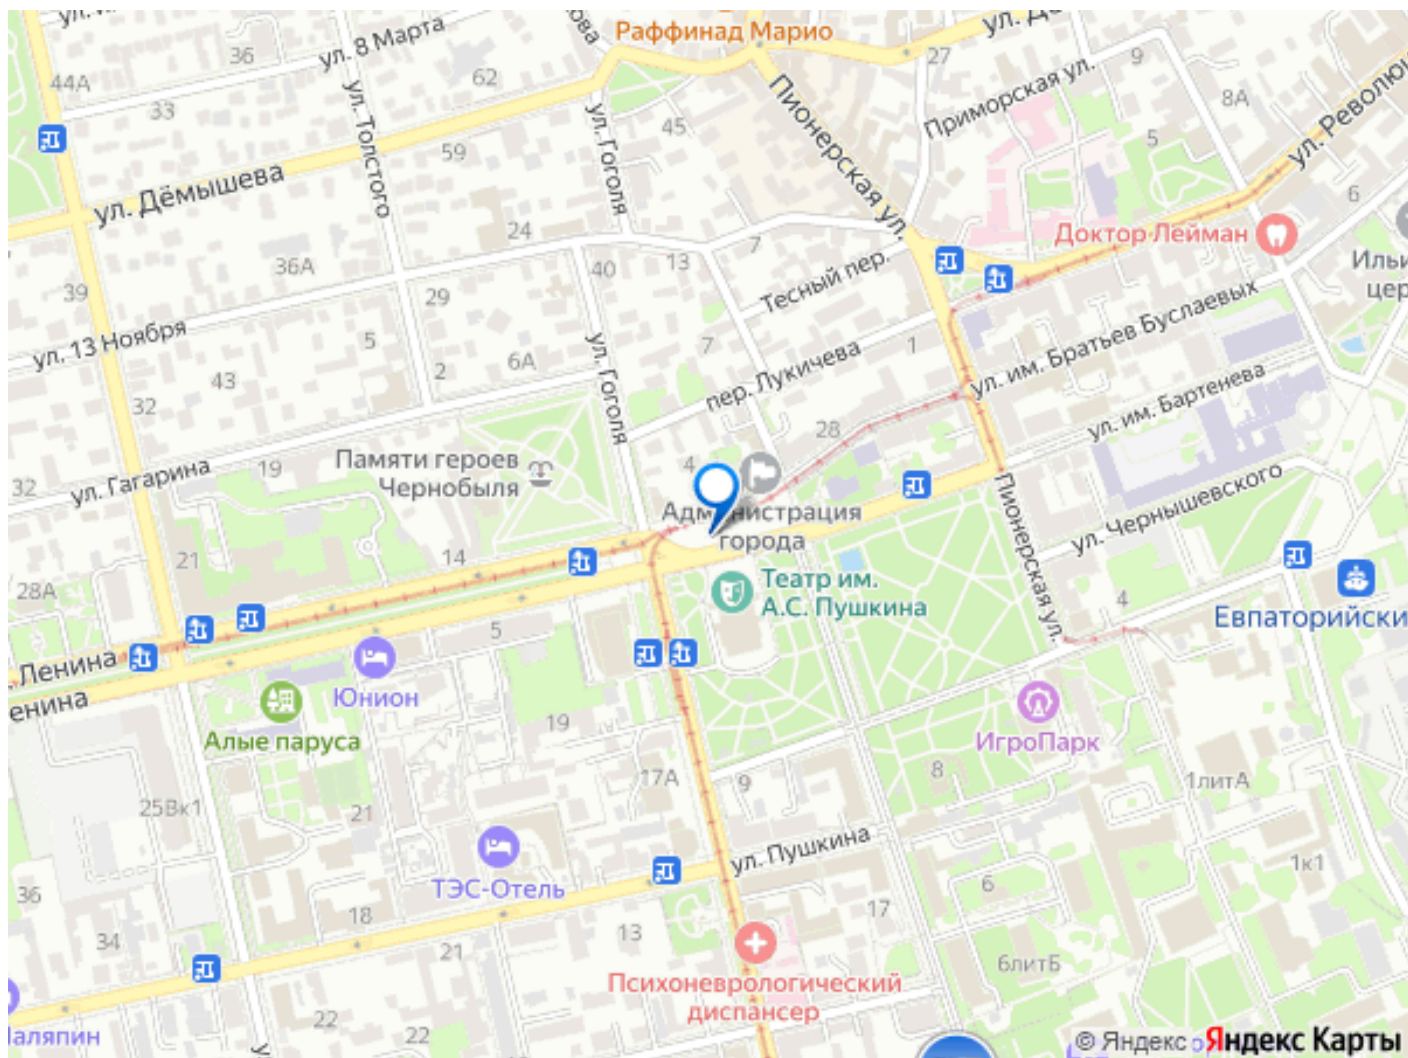 Раффинад Марио
ул. 8 Марта
36
44А
33
62
27
9
8А
ул. Толстого
ул. Гоголя
45
Пионерская ул.
Приморская ул.
5
59
ул. Дёмышева
6
24
7
Доктор Лейман
36А
40
13
Тесный пер.
39
29
ул. 13 Ноября
5
6А
ул. Гоголя
7
1
ул. им. Братьев Буслаевых
43
2
пер. Лукичева
32
ул. им. Бартенева
28
Памяти героев
Чернобыля
4
19
ул. Гагарина
32
Пионерская ул.
ул. Чернышевского
Администрация
города
21
14
28А
Театр им.
А.С. Пушкина
4
Евпаторийски
5
Ленина
Юнион
Алые паруса
19
ИгроПарк
17А
9
8
1литА
25Вк1
21
ул. Пушкина
ТЭС-Отель
1к1
36
6
18
17
34
21
13
6литБ
Психоневрологический
диспансер
22
22
© Яндекс
Яндекс Карты